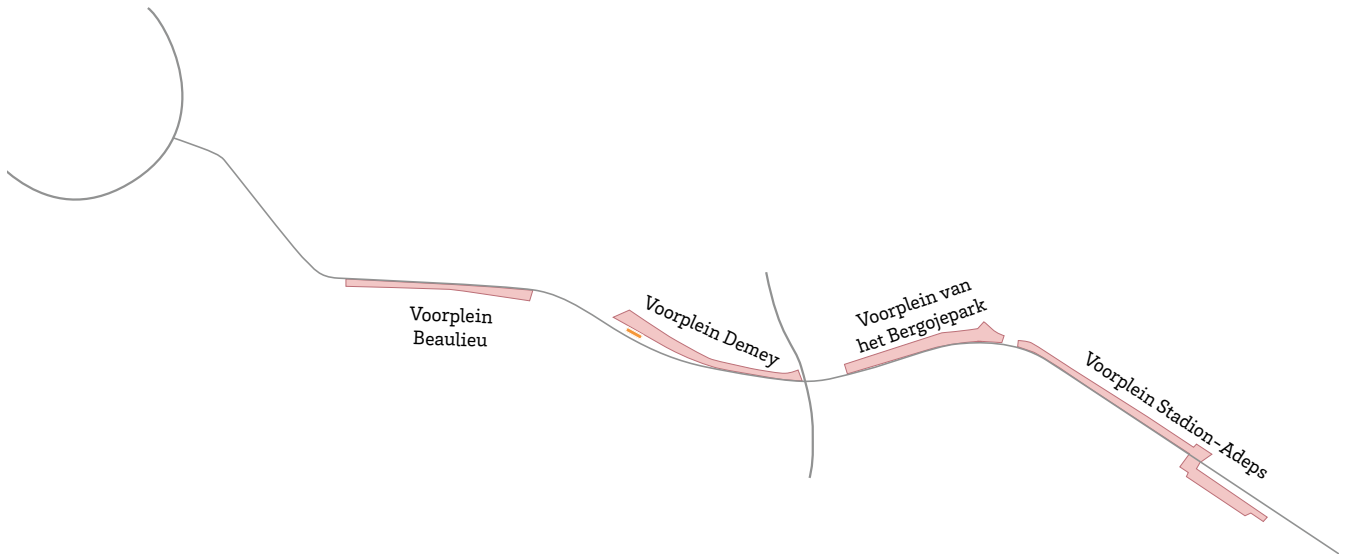 Voorplein
Beaulieu
Voorplein Demey
Voorplein van
het Bergojepark
Voorplein Stadion-Adeps